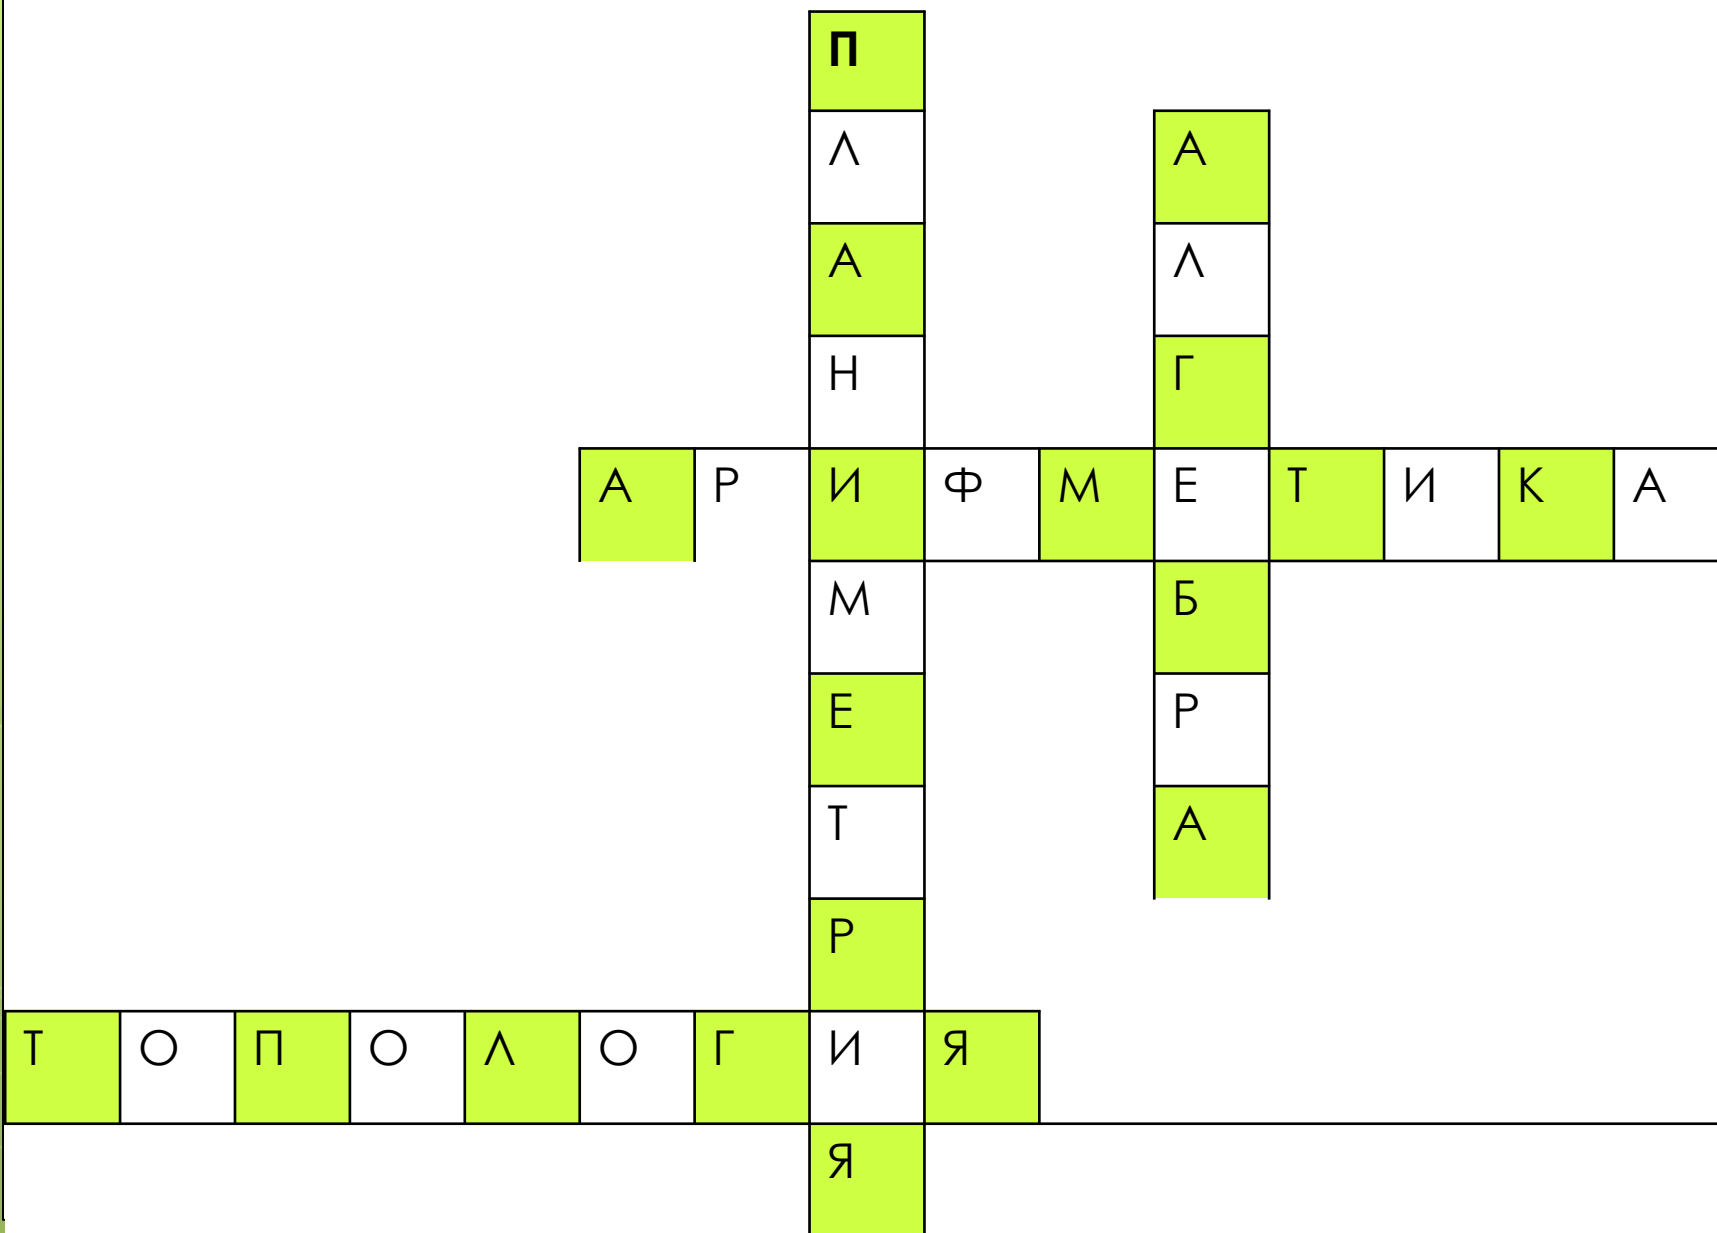 П
Л А
А Л
Н Г
А Р И Ф М Е Т И К А
М Б
Е Р
Т А
Р
Т О П О Л О Г И Я
Я